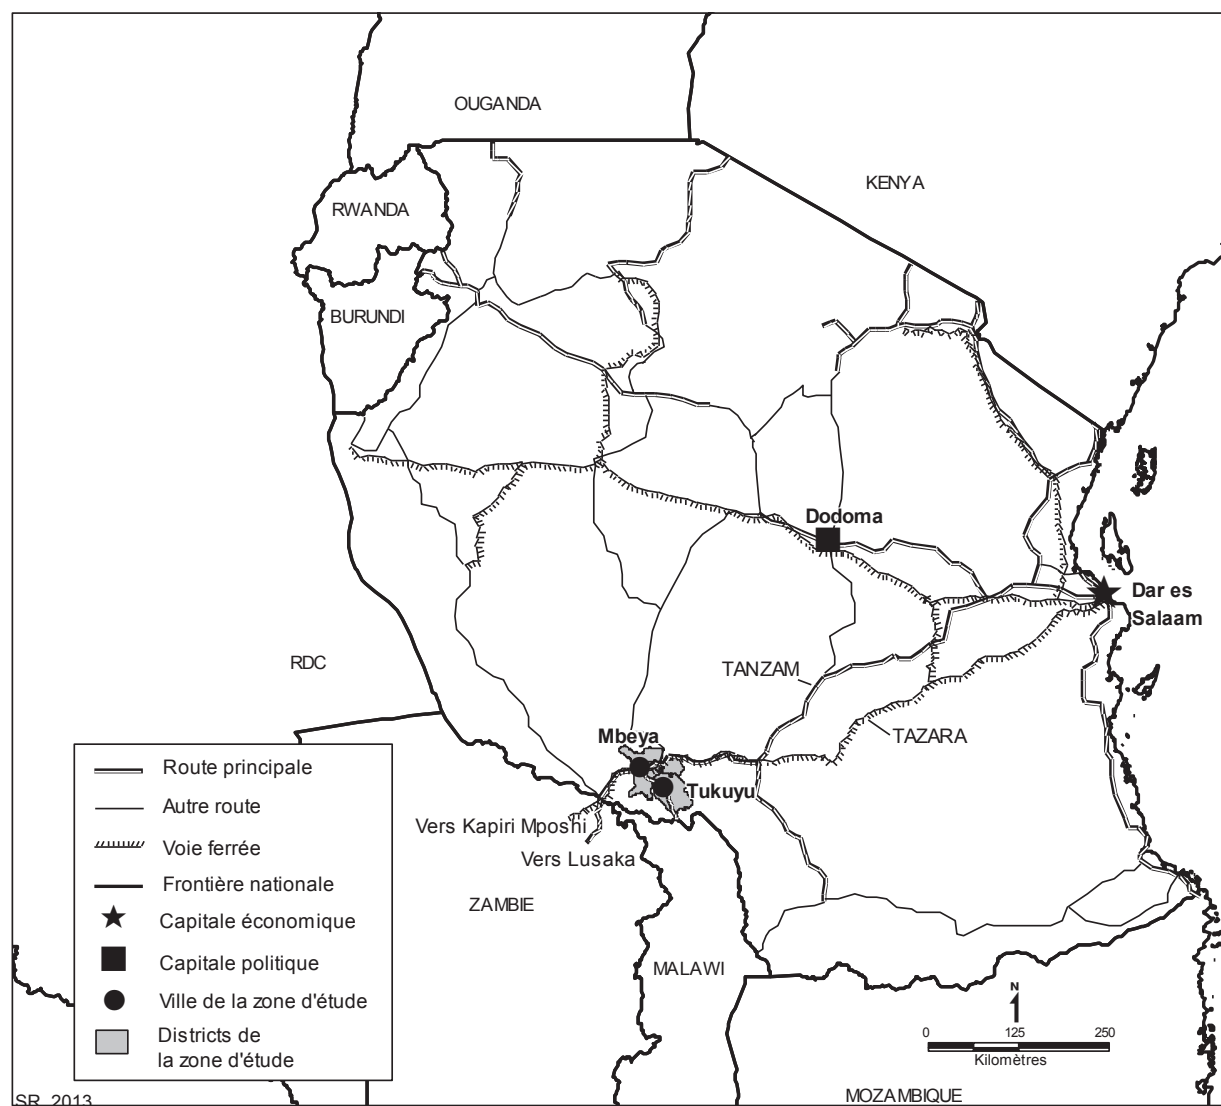 OUGANDA
KENYA
RWANDA
BURUNDI
Dodoma
Dar es
Salaam
RDC
TANZAM
TAZARA
Mbeya
Tukuyu
Vers Kapiri Mposhi
Vers Lusaka
ZAMBIE
MALAWI
MOZAMBIQUE
Route principale
Autre route
Voie ferrée
Frontière nationale
Capitale économique
Capitale politique
Ville de la zone d'étude
Districts de
la zone d'étude
N
0 125 250
Kilomètres
SR 2013